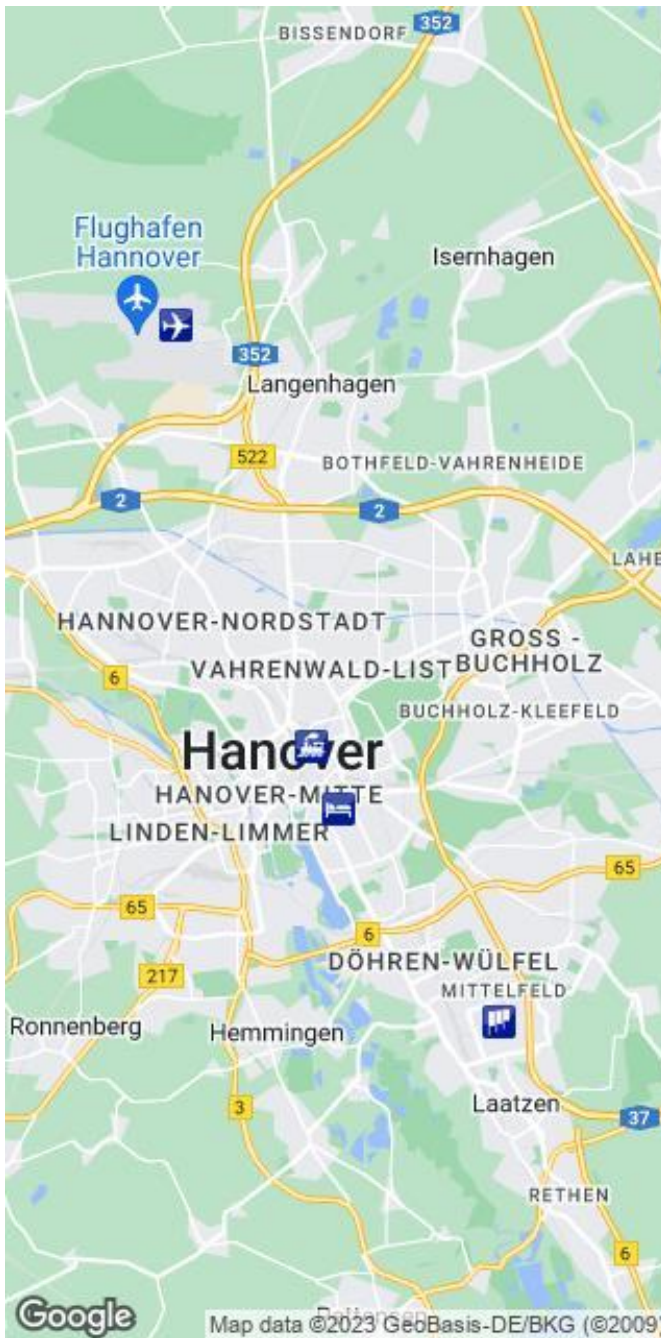 BISSENDORF
352
Flughafen
Hannover
Isernhagen
352
Langenhagen
522
BOTHFELD-VAHRENHEIDE
2
2
LAHE
HANNOVER-NORDSTADT
GROSS -
BUCHHOLZ
VAHRENWALD-LIST
6
BUCHHOLZ-KLEEFELD
Hanover
HANOVER-MITTE
LINDEN-LIMMER
65
65
6
DÖHREN-WÜLFEL
217
MITTELFELD
Ronnenberg
Hemmingen
3
Laatzen
37
RETHEN
6
Google
Map data ©2023 GeoBasis-DE/BKG (©2009